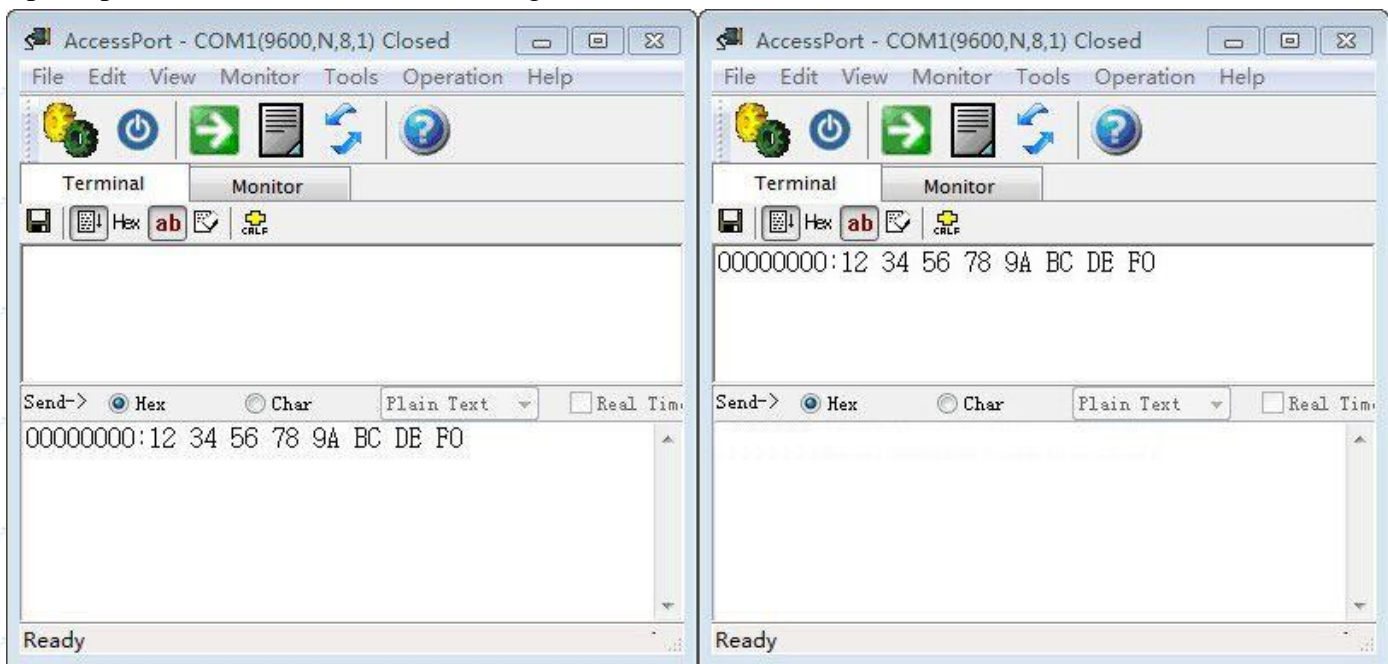 AccessPort - COM1(9600,N,8,1) Closed
File Edit View Monitor Tools Operation Help
Terminal Monitor
Hex ab CRLF
Send-> Hex Char Plain Text Real Tim
00000000:12 34 56 78 9A BC DE F0
Ready
AccessPort - COM1(9600,N,8,1) Closed
File Edit View Monitor Tools Operation Help
Terminal Monitor
Hex ab CRLF
00000000:12 34 56 78 9A BC DE F0
Send-> Hex Char Plain Text Real Tim
Ready